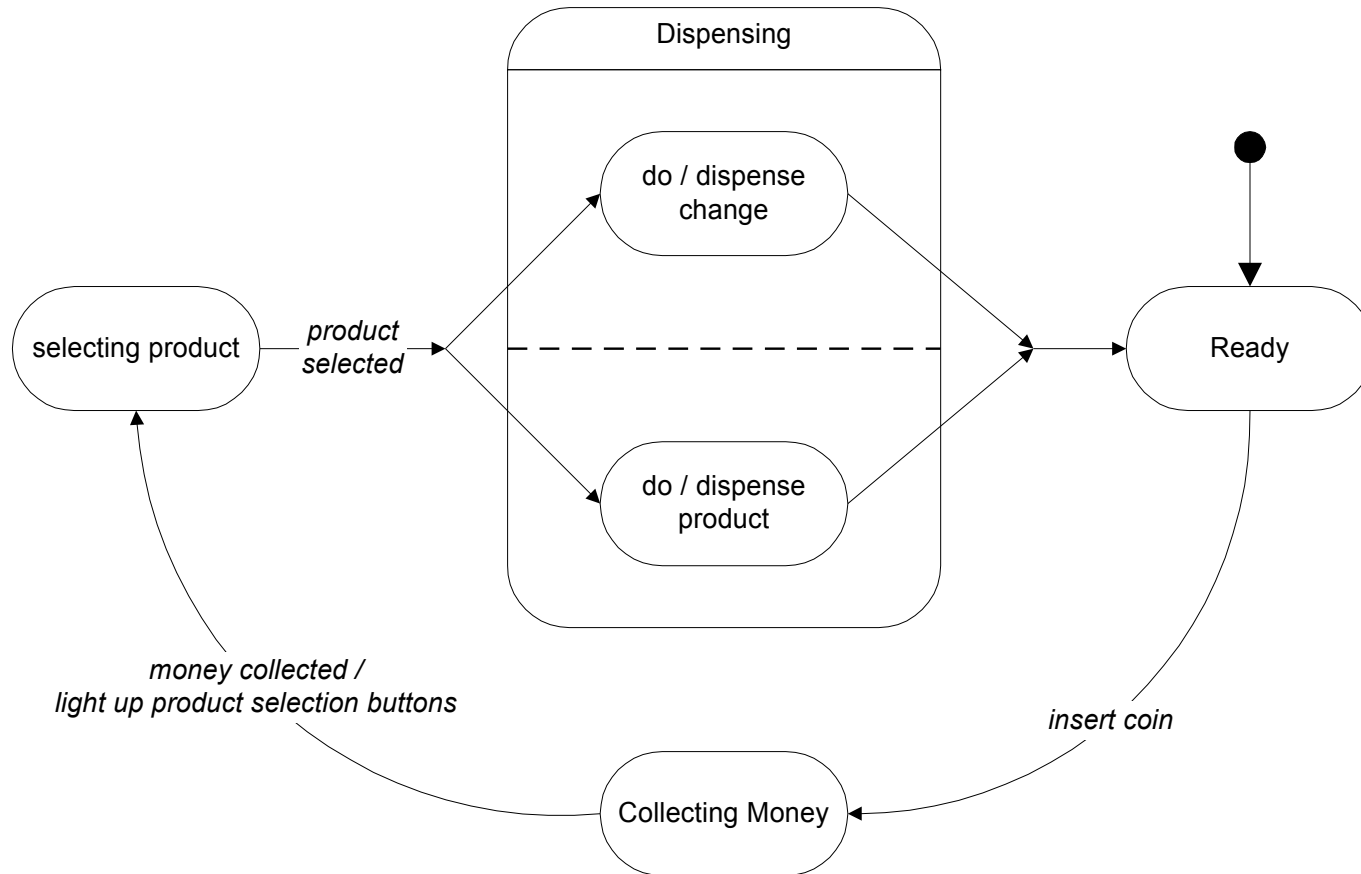 Dispensing
do / dispense
change
selecting product
product
selected
Ready
do / dispense
product
money collected /
light up product selection buttons
insert coin
Collecting Money